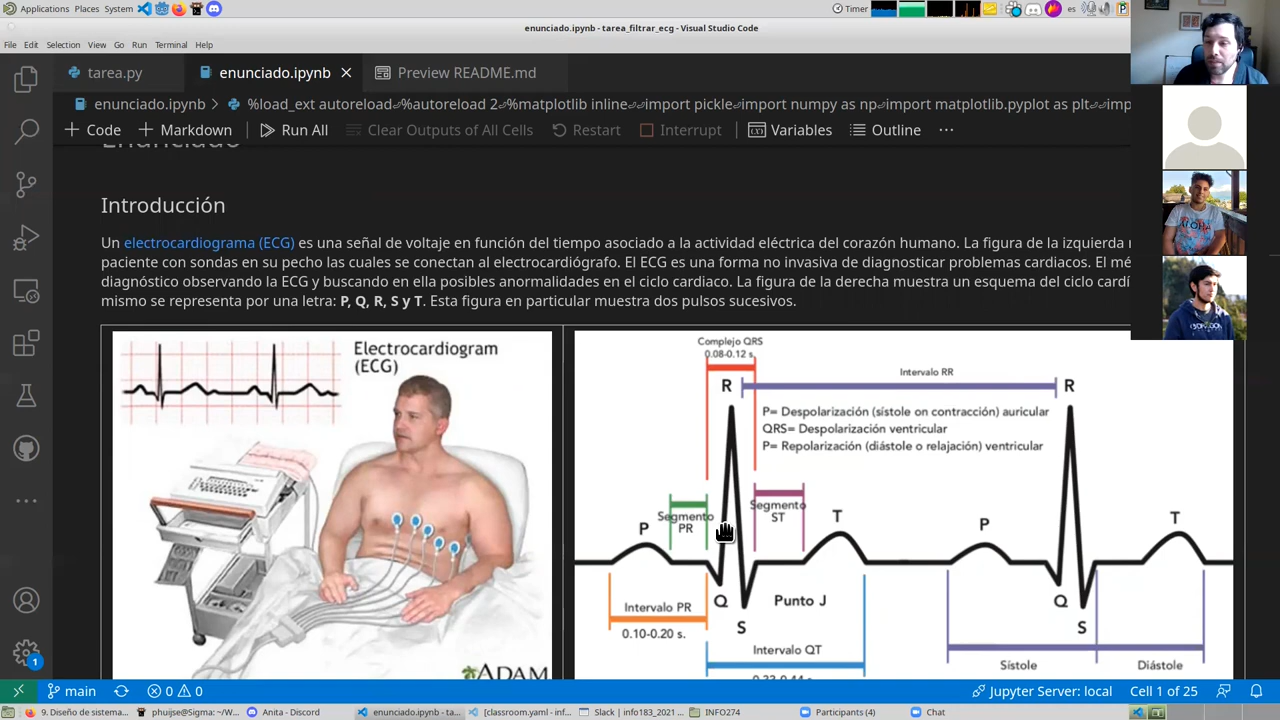 Applications Places System
Timer
es
enunciado.ipynb - tarea_filtrar_ecg - Visual Studio Code
File Edit Selection View Go Run Terminal Help
tarea.py
enunciado.ipynb
Preview README.md
enunciado.ipynb > %load_ext autoreload⏎%autoreload 2⏎%matplotlib inline⏎⏎import pickle⏎import numpy as np⏎import matplotlib.pyplot as plt⏎⏎imp
+ Code + Markdown Run All Clear Outputs of All Cells Restart Interrupt Variables Outline ...
Enunciado
Introducción
Un electrocardiograma (ECG) es una señal de voltaje en función del tiempo asociado a la actividad eléctrica del corazón humano. La figura de la izquierda
paciente con sondas en su pecho las cuales se conectan al electrocardiógrafo. El ECG es una forma no invasiva de diagnosticar problemas cardiacos. El mé
diagnóstico observando la ECG y buscando en ella posibles anormalidades en el ciclo cardiaco. La figura de la derecha muestra un esquema del ciclo cardí
mismo se representa por una letra: P, Q, R, S y T. Esta figura en particular muestra dos pulsos sucesivos.
Electrocardiogram
(ECG)
ADAM
Complejo QRS
0.08-0.12 s.
R
Intervalo RR
R
P= Despolarización (sístole on contracción) auricular
QRS= Despolarización ventricular
P= Repolarización (diástole o relajación) ventricular
Segmento
PR
Segmento
ST
P
T
P
T
Q
S
Punto J
Q
S
Intervalo PR
0.10-0.20 s.
Intervalo QT
Sístole
Diástole
ALOHA
1
main
0
0
Jupyter Server: local
Cell 1 of 25
9. Diseño de sistema...
phuijse@Sigma: ~/W...
Anita - Discord
enunciado.ipynb - ta...
[classroom.yaml - inf...
Slack | info183_2021 ...
INFO274
Participants (4)
Chat